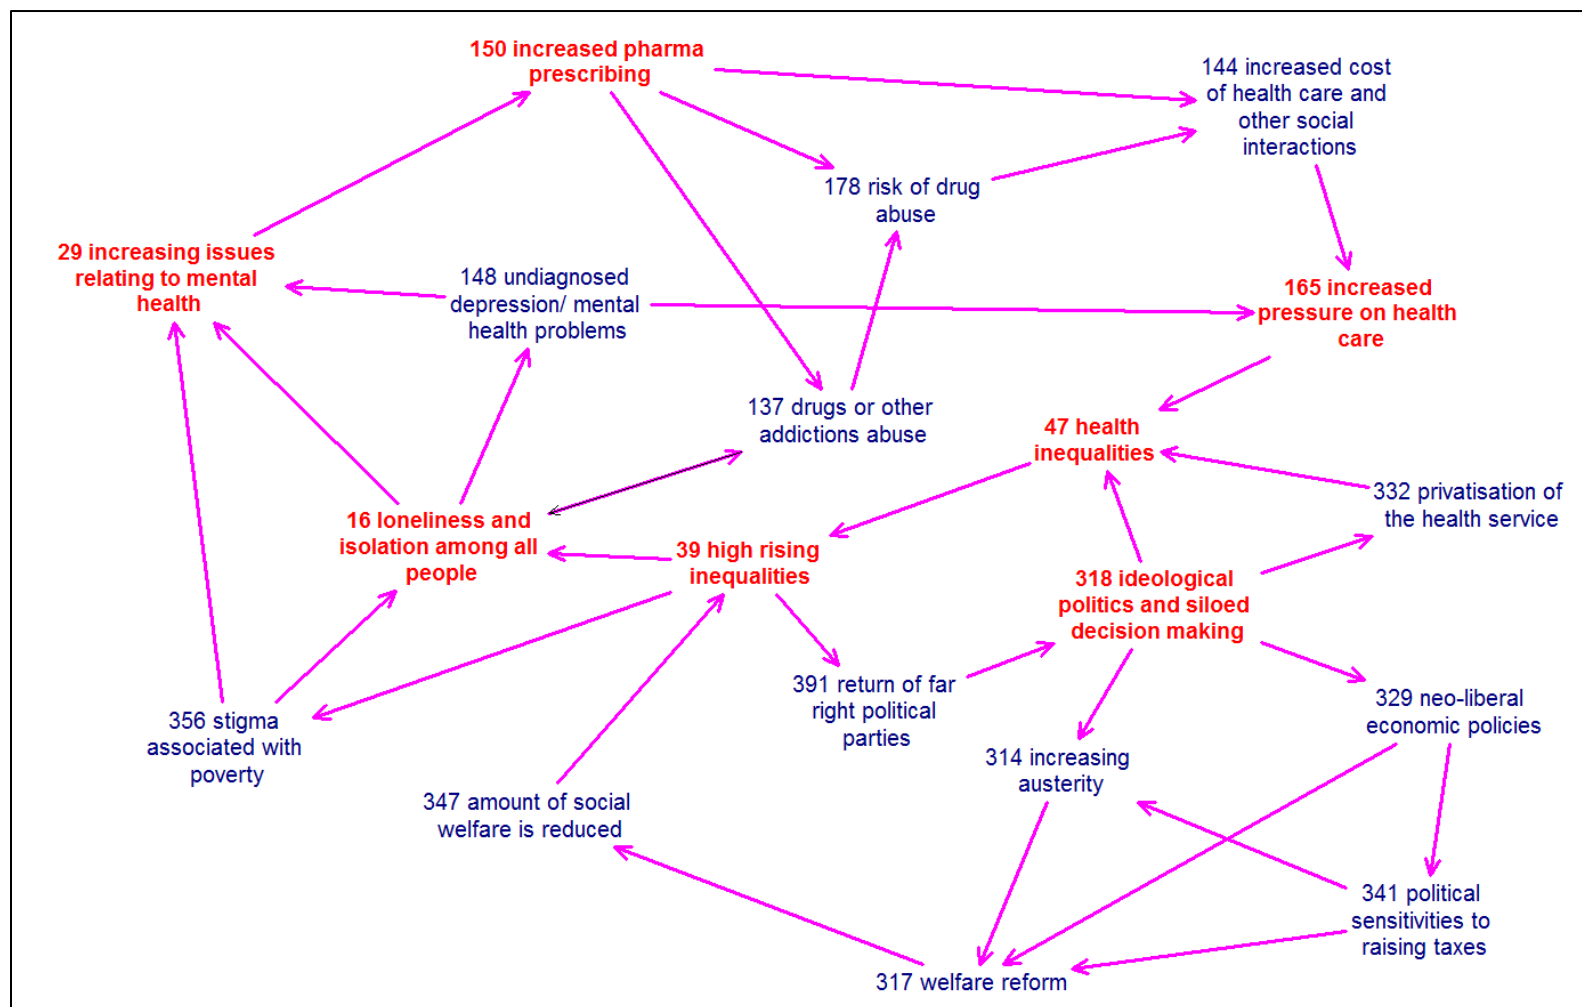 150 increased pharma
prescribing
144 increased cost
of health care and
other social
interactions
178 risk of drug
abuse
29 increasing issues
relating to mental
health
148 undiagnosed
depression/ mental
health problems
165 increased
pressure on health
care
137 drugs or other
addictions abuse
47 health
inequalities
332 privatisation of
the health service
16 loneliness and
isolation among all
people
39 high rising
inequalities
318 ideological
politics and siloed
decision making
391 return of far
right political
parties
329 neo-liberal
economic policies
356 stigma
associated with
poverty
314 increasing
austerity
347 amount of social
welfare is reduced
341 political
sensitivities to
raising taxes
317 welfare reform